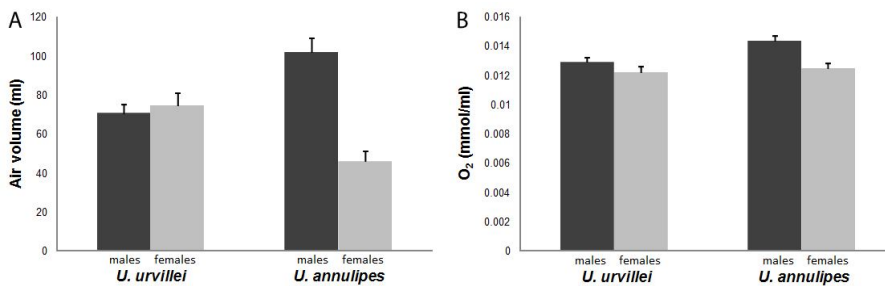 A
Air volume (ml)
120
100
80
60
40
20
0
males females
males females
U. urvillei
U. annulipes
B
O₂ (mmol/ml)
0.016
0.014
0.012
0.01
0.008
0.006
0.004
0.002
0
males females
males females
U. urvillei
U. annulipes